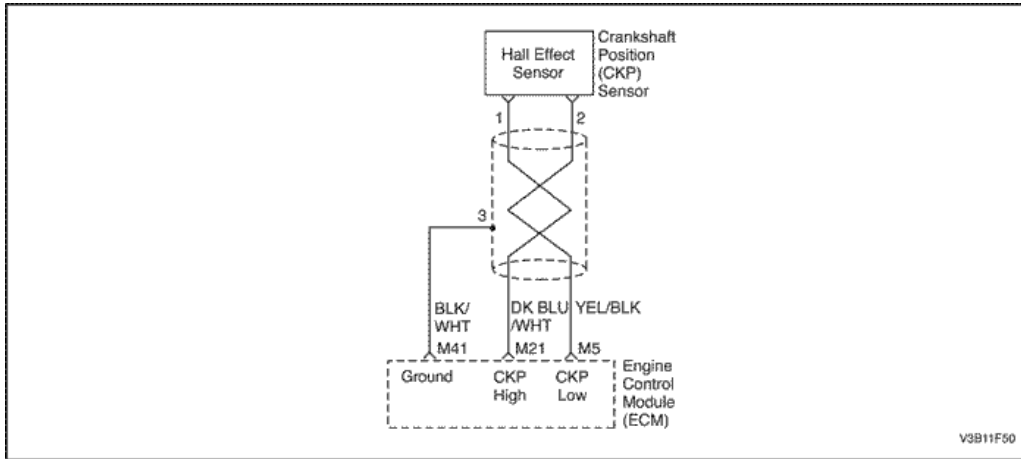 Hall Effect
Sensor
Crankshaft
Position
(CKP)
Sensor
1
2
3
BLK/
WHT
DK BLU
/WHT
YEL/BLK
M41
M21
M5
Ground
CKP
High
CKP
Low
Engine
Control
Module
(ECM)
V3B11F50